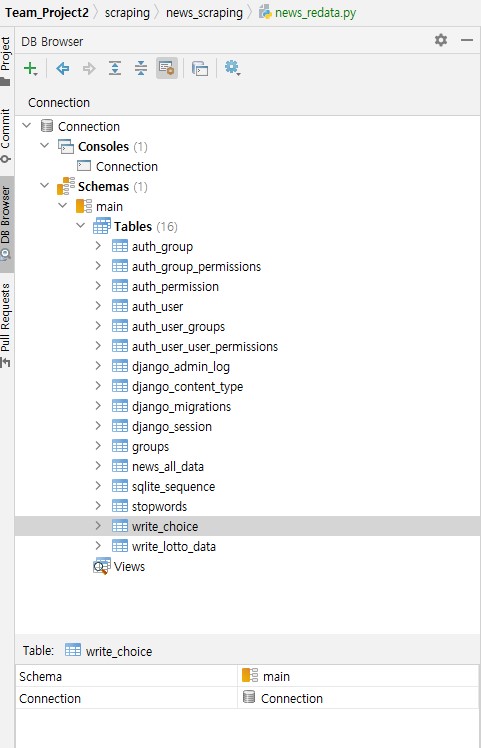 Team_Project2 scraping news_scraping news_redata.py
DB Browser
Connection
Connection
Consoles (1)
Connection
Schemas (1)
main
Tables (16)
auth_group
auth_group_permissions
auth_permission
auth_user
auth_user_groups
auth_user_user_permissions
django_admin_log
django_content_type
django_migrations
django_session
groups
news_all_data
sqlite_sequence
stopwords
write_choice
write_lotto_data
Views
Table: write_choice
Schema main
Connection Connection
Project
Commit
DB Browser
Pull Requests